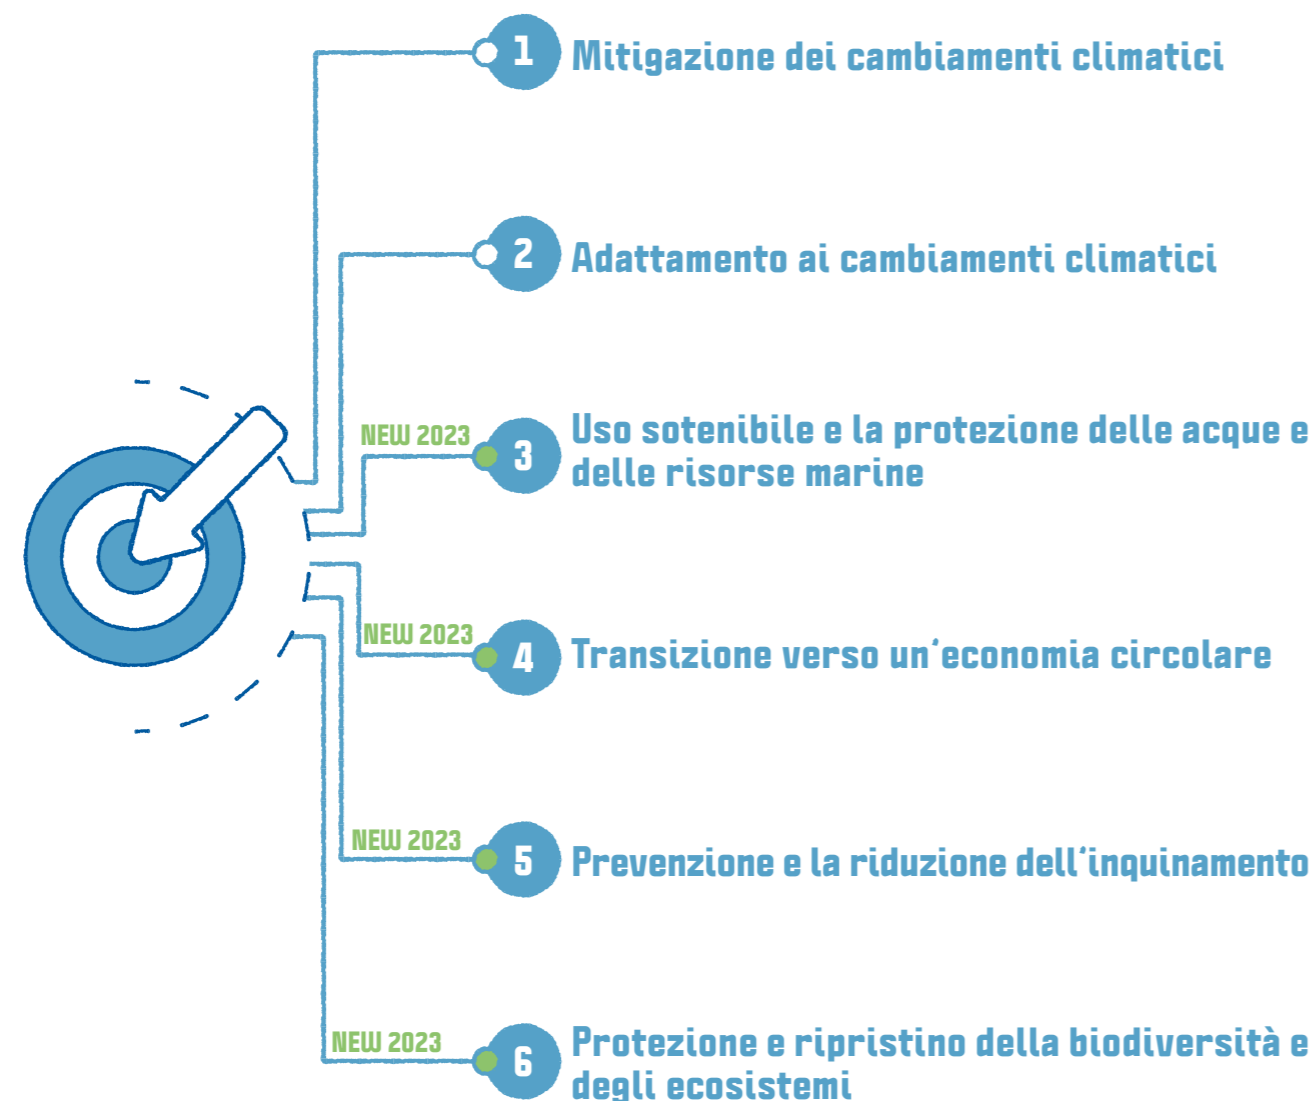 1 Mitigazione dei cambiamenti climatici
2 Adattamento ai cambiamenti climatici
NEW 2023 3 Uso sotenibile e la protezione delle acque e
delle risorse marine
NEW 2023 4 Transizione verso un'economia circolare
NEW 2023 5 Prevenzione e la riduzione dell'inquinamento
NEW 2023 6 Protezione e ripristino della biodiversità e
degli ecosistemi